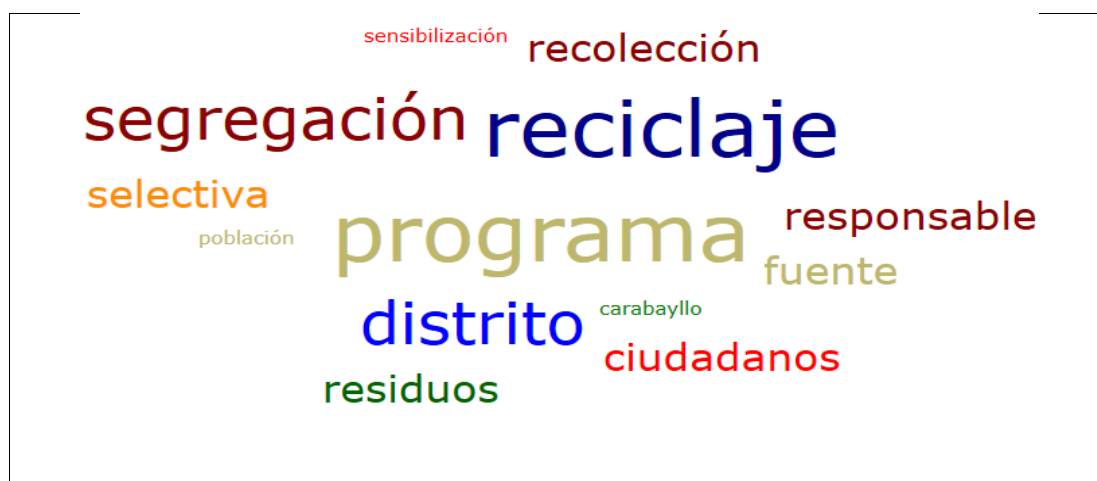 sensibilización
recolección
segregación
reciclaje
selectiva
responsable
población
programa
fuente
distrito
carabayllo
ciudadanos
residuos